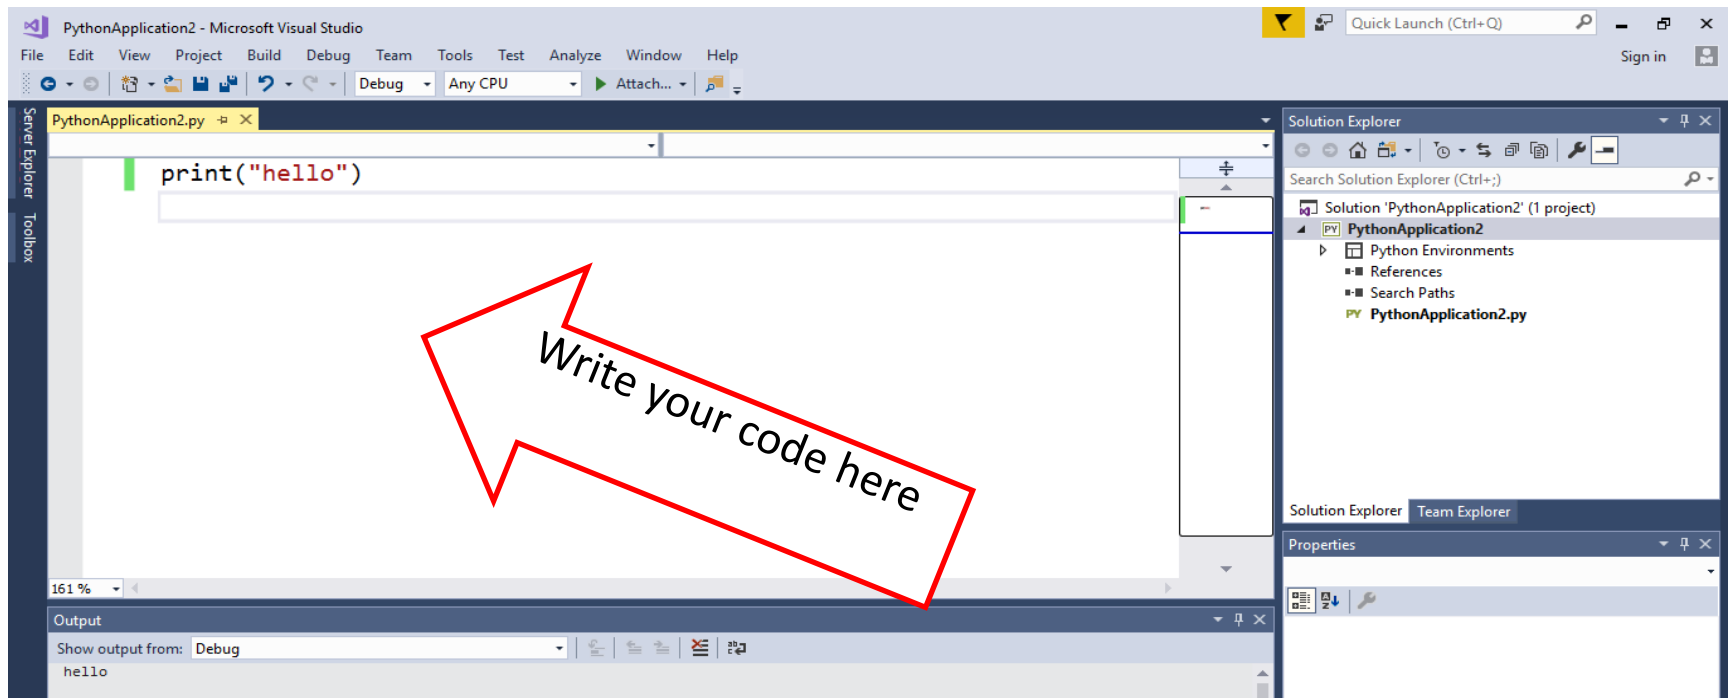 PythonApplication2 - Microsoft Visual Studio
Quick Launch (Ctrl+Q)
File Edit View Project Build Debug Team Tools Test Analyze Window Help
Sign in
Debug Any CPU Attach...
Server Explorer
Toolbox
PythonApplication2.py
print("hello")
Write your code here
161 %
Output
Show output from: Debug
hello
Solution Explorer
Search Solution Explorer (Ctrl+;)
Solution 'PythonApplication2' (1 project)
PY PythonApplication2
Python Environments
References
Search Paths
PY PythonApplication2.py
Solution Explorer Team Explorer
Properties